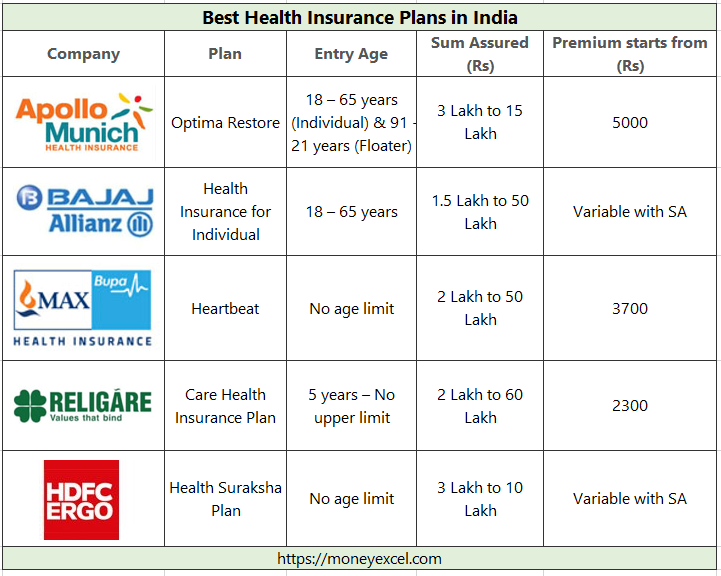 Best Health Insurance Plans in India
Company
Plan
Entry Age
Sum Assured
(Rs)
Premium starts from
(Rs)
Apollo
Munich
HEALTH INSURANCE
Optima Restore
18 – 65 years
(Individual) & 91 -
21 years (Floater)
3 Lakh to 15
Lakh
5000
B BAJAJ
Allianz
Health
Insurance for
Individual
18 – 65 years
1.5 Lakh to 50
Lakh
Variable with SA
MAX
Bupa
HEALTH INSURANCE
Heartbeat
No age limit
2 Lakh to 50
Lakh
3700
RELIGARE
Values that bind
Care Health
Insurance Plan
5 years – No
upper limit
2 Lakh to 60
Lakh
2300
HDFC
ERGO
Health Suraksha
Plan
No age limit
3 Lakh to 10
Lakh
Variable with SA
https://moneyexcel.com